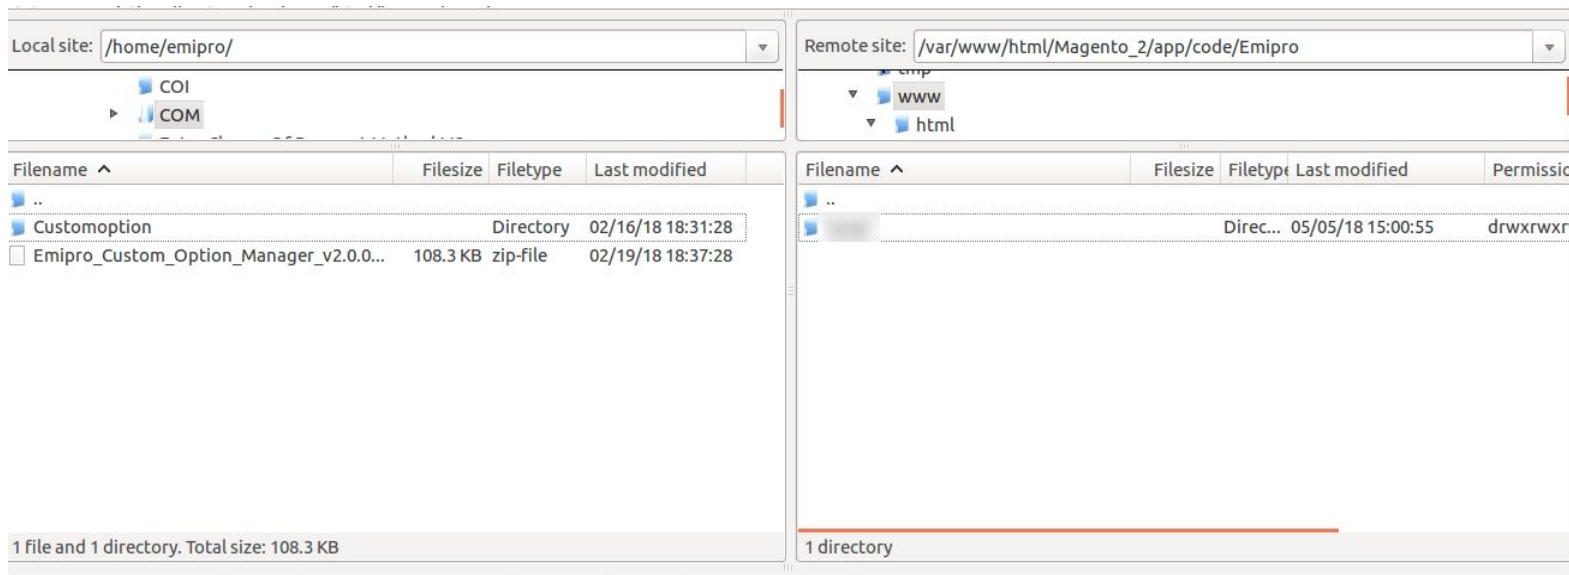 Local site: /home/emipro/
COI
COM
Filename Filesize Filetype Last modified
..
Customoption Directory 02/16/18 18:31:28
Emipro_Custom_Option_Manager_v2.0.0... 108.3 KB zip-file 02/19/18 18:37:28
1 file and 1 directory. Total size: 108.3 KB
Remote site: /var/www/html/Magento_2/app/code/Emipro
tmp
www
html
Filename Filesize Filetype Last modified Permissic
..
Direc... 05/05/18 15:00:55 drwxrwxr
1 directory